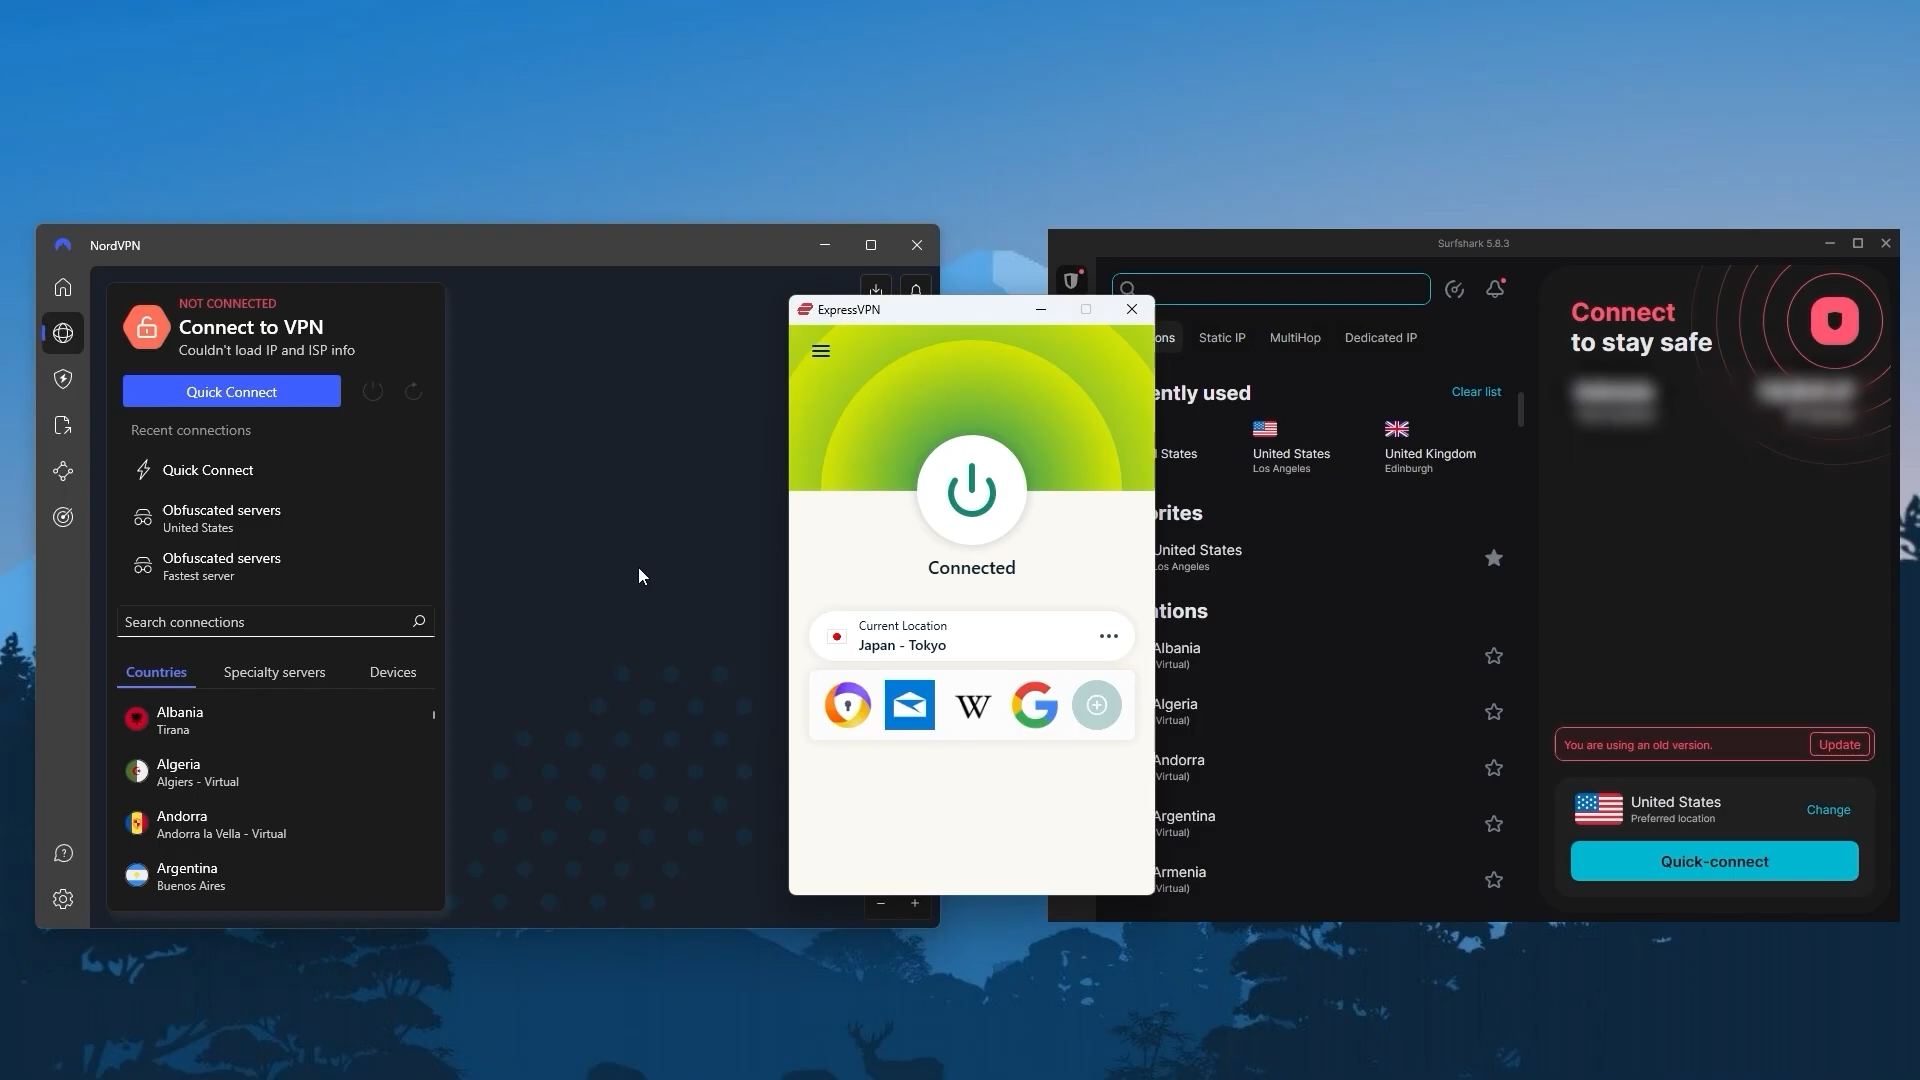 NordVPN
NOT CONNECTED
Connect to VPN
Couldn't load IP and ISP info
Quick Connect
Recent connections
Quick Connect
Obfuscated servers
United States
Obfuscated servers
Fastest server
Search connections
Countries Specialty servers Devices
Albania
Tirana
Algeria
Algiers - Virtual
Andorra
Andorra la Vella - Virtual
Argentina
Buenos Aires
ExpressVPN
Connected
Current Location
Japan - Tokyo
W
G
Surfshark 5.8.3
ons Static IP MultiHop Dedicated IP
ently used Clear list
States
United States
Los Angeles
United Kingdom
Edinburgh
rites
United States
Los Angeles
ations
Albania
Virtual)
Algeria
Virtual)
Andorra
Virtual)
Argentina
Virtual)
Armenia
Virtual)
Connect
to stay safe
You are using an old version. Update
United States
Preferred location
Change
Quick-connect